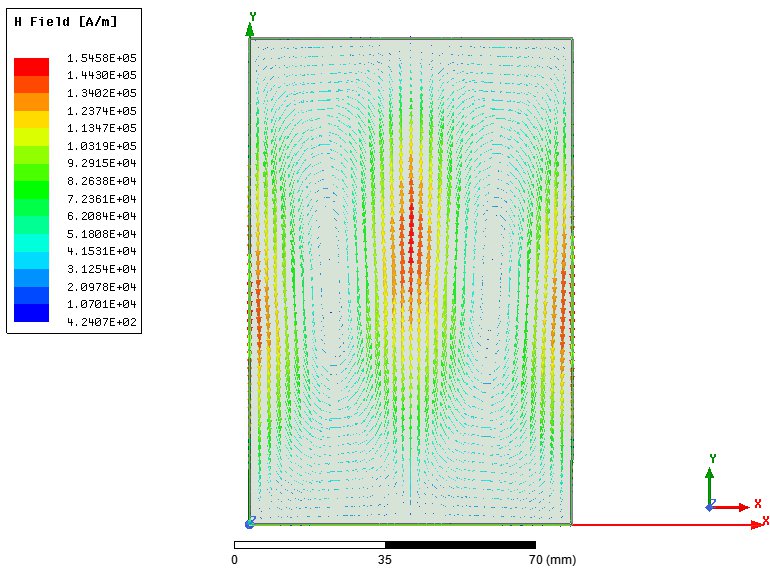 H Field [A/m]
1.5458E+05
1.4430E+05
1.3402E+05
1.2374E+05
1.1347E+05
1.0319E+05
9.2915E+04
8.2638E+04
7.2361E+04
6.2084E+04
5.1808E+04
4.1531E+04
3.1254E+04
2.0978E+04
1.0701E+04
4.2407E+02
Y
Z
X
Y
Z
X
0 35 70 (mm)